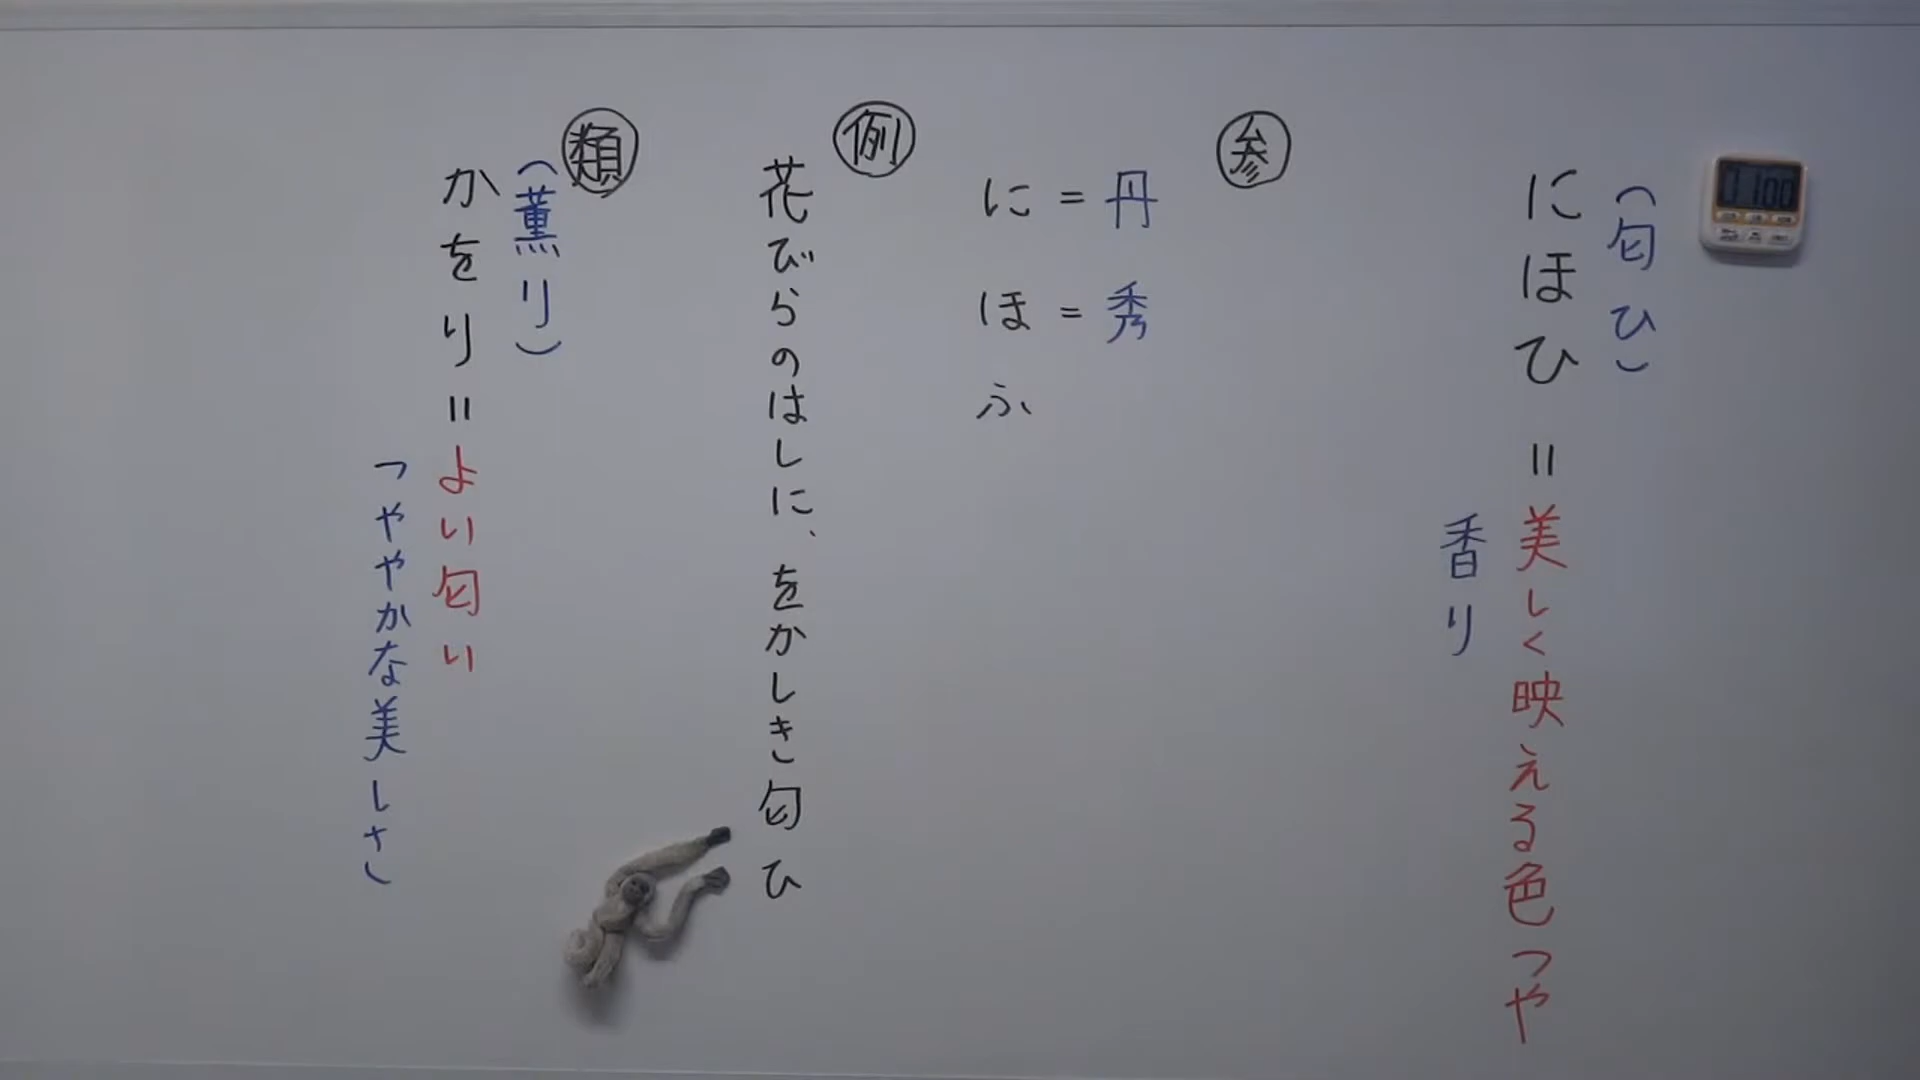 (匂ひ)
にほひ=美しく映える色つや
香り
参
に=丹
ほ=秀
ふ
例
花びらのはしに、をかしき匂ひ
類
(薫り)
かをり=よい匂い
つややかな美しさ